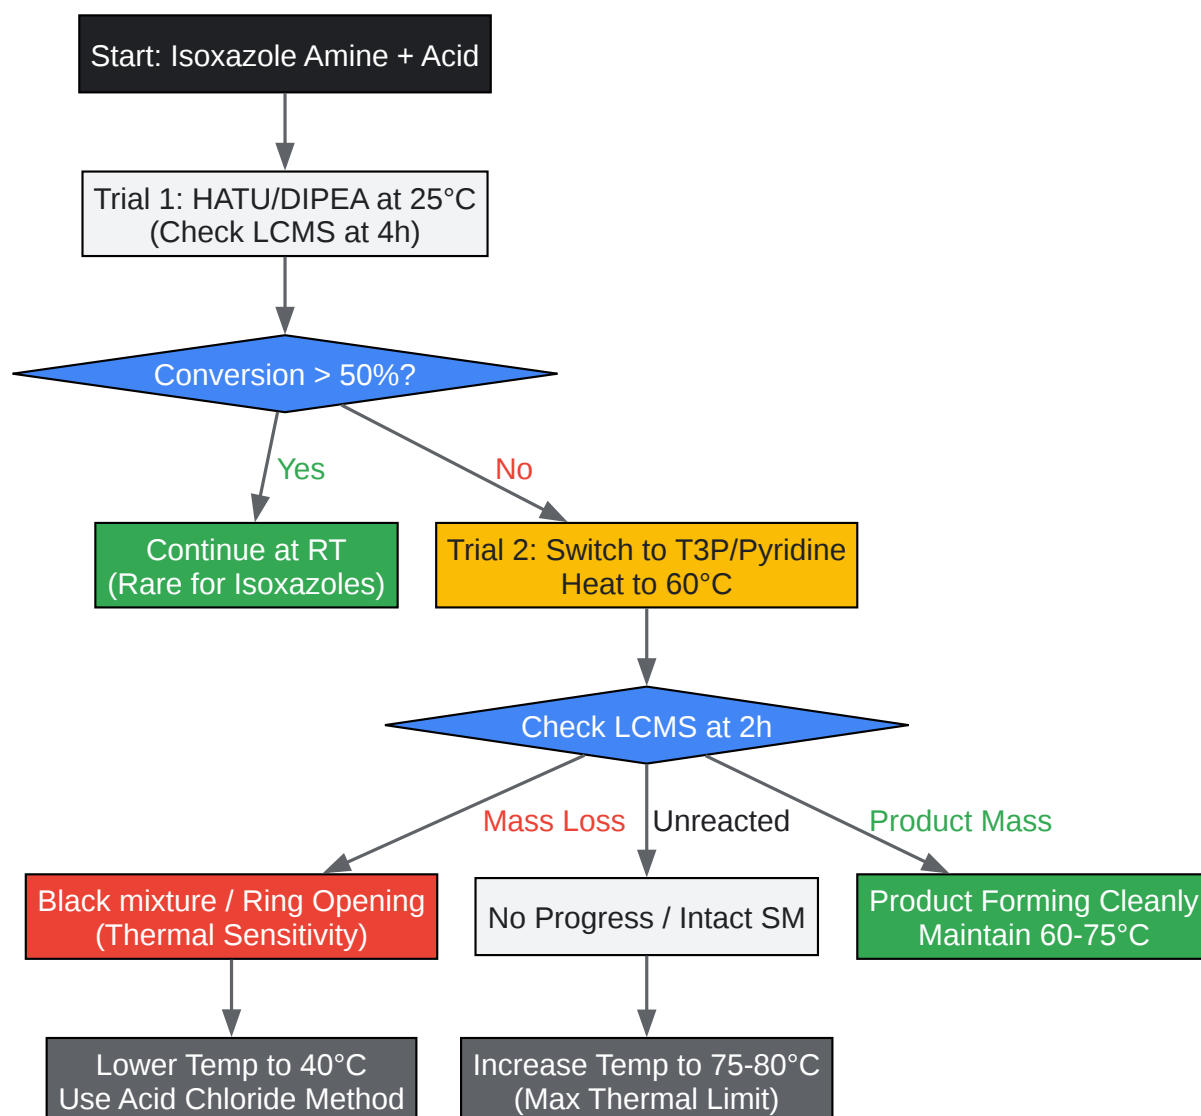 Start: Isoxazole Amine + Acid
Trial 1: HATU/DIPEA at 25°C
(Check LCMS at 4h)
Conversion > 50%?
Yes
No
Continue at RT
(Rare for Isoxazoles)
Trial 2: Switch to T3P/Pyridine
Heat to 60°C
Check LCMS at 2h
Mass Loss
Unreacted
Product Mass
Black mixture / Ring Opening
(Thermal Sensitivity)
No Progress / Intact SM
Product Forming Cleanly
Maintain 60-75°C
Lower Temp to 40°C
Use Acid Chloride Method
Increase Temp to 75-80°C
(Max Thermal Limit)